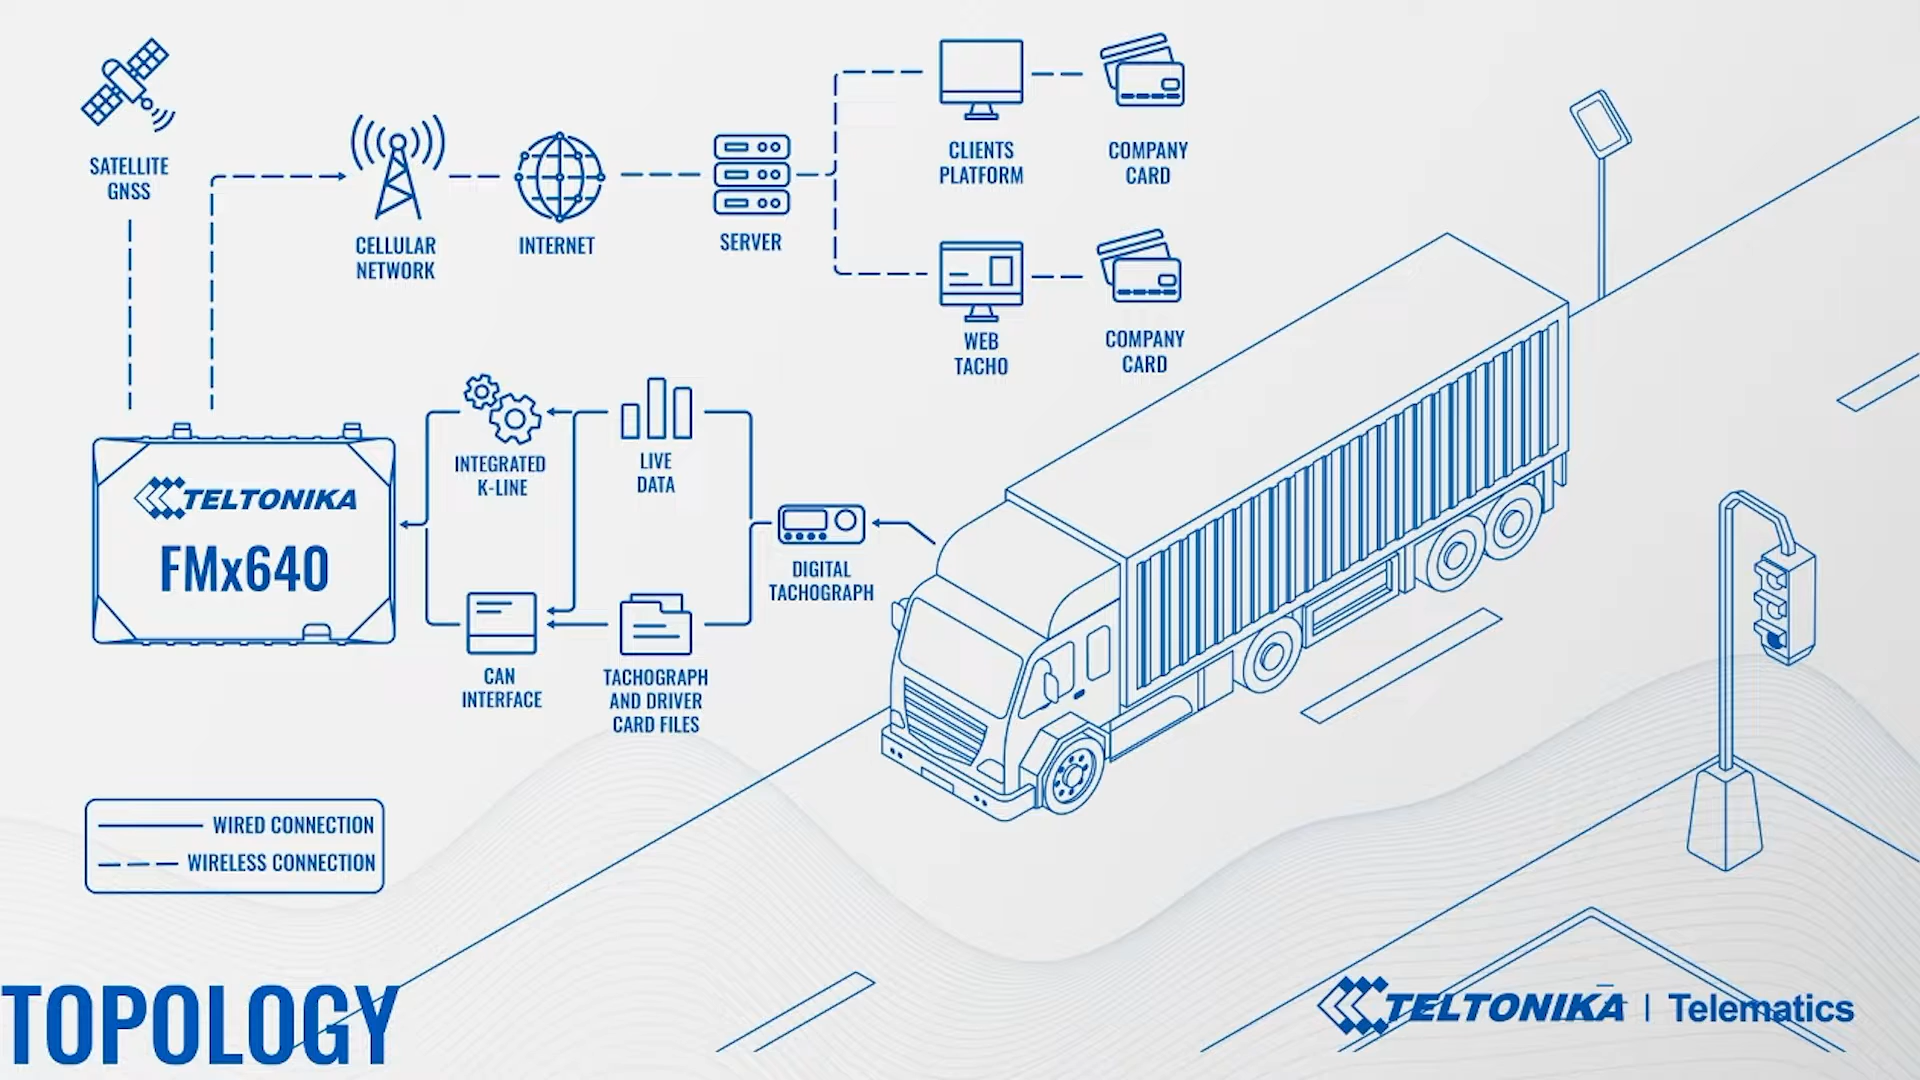 SATELLITE
GNSS
CELLULAR
NETWORK
INTERNET
SERVER
CLIENTS
PLATFORM
COMPANY
CARD
WEB
TACHO
COMPANY
CARD
TELTONIKA
FMx640
INTEGRATED
K-LINE
LIVE
DATA
DIGITAL
TACHOGRAPH
CAN
INTERFACE
TACHOGRAPH
AND DRIVER
CARD FILES
WIRED CONNECTION
WIRELESS CONNECTION
TOPOLOGY
TELTONIKA | Telematics